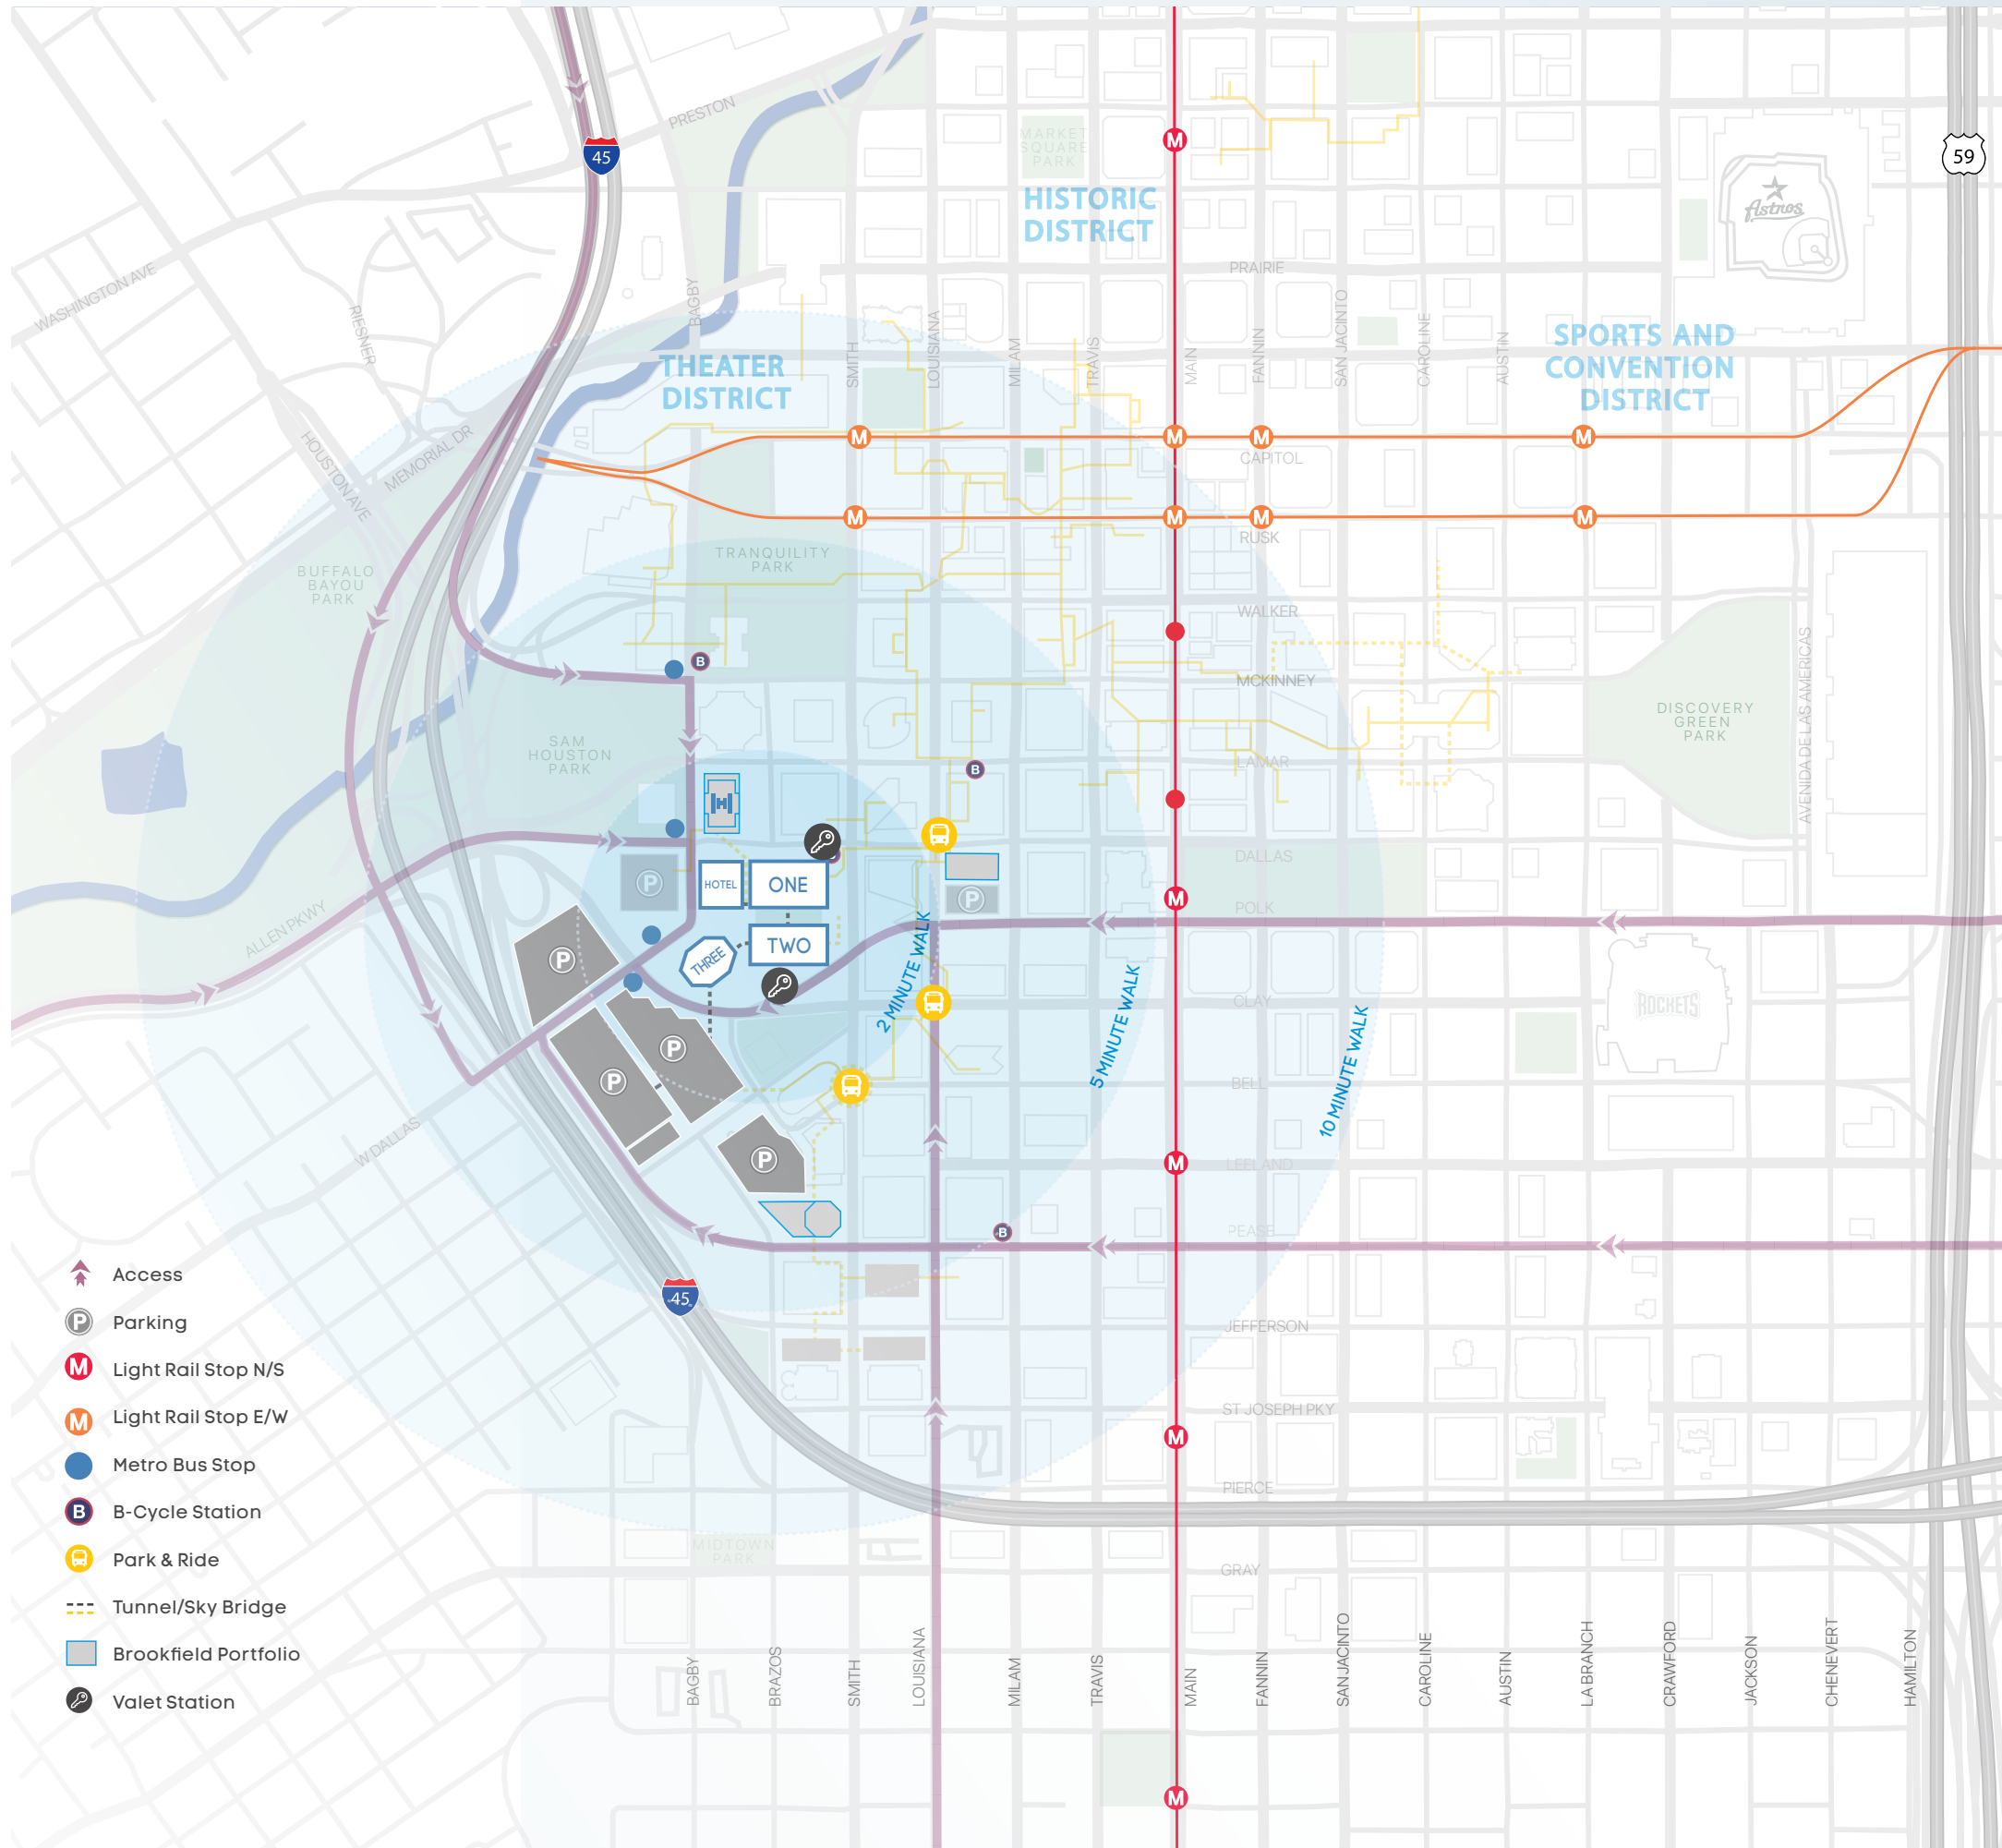 PRESTON
45
59
MARKET
SQUARE
PARK
HISTORIC
DISTRICT
M
Astros
WASHINGTON AVE
RIESNER
BAGBY
PRAIRIE
SMITH
LOUISIANA
MILAM
TRAVIS
MAIN
FANNIN
SAN JACINTO
CAROLINE
AUSTIN
THEATER
DISTRICT
SPORTS AND
CONVENTION
DISTRICT
HOUSTON AVE
MEMORIAL DR
M
M
M
M
CAPITOL
M
M
M
M
RUSK
BUFFALO
BAYOU
PARK
TRANQUILITY
PARK
WALKER
B
MCKINNEY
DISCOVERY
GREEN
PARK
AVENIDA DE LAS AMERICAS
SAM
HOUSTON
PARK
LAMAR
B
H
DALLAS
P
HOTEL
ONE
P
M
POLK
ALLEN PKWY
P
THREE
TWO
2 MINUTE WALK
5 MINUTE WALK
10 MINUTE WALK
CLAY
ROCKETS
P
P
BELL
W DALLAS
P
M
LEELAND
B
PEASE
45
JEFFERSON
ST JOSEPH PKY
M
PIERCE
MIDTOWN
PARK
GRAY
BAGBY
BRAZOS
SMITH
LOUISIANA
MILAM
TRAVIS
MAIN
FANNIN
SAN JACINTO
CAROLINE
AUSTIN
LA BRANCH
CRAWFORD
JACKSON
CHENEVERT
HAMILTON
M
Access
P Parking
M Light Rail Stop N/S
M Light Rail Stop E/W
Metro Bus Stop
B B-Cycle Station
Park & Ride
Tunnel/Sky Bridge
Brookfield Portfolio
Valet Station